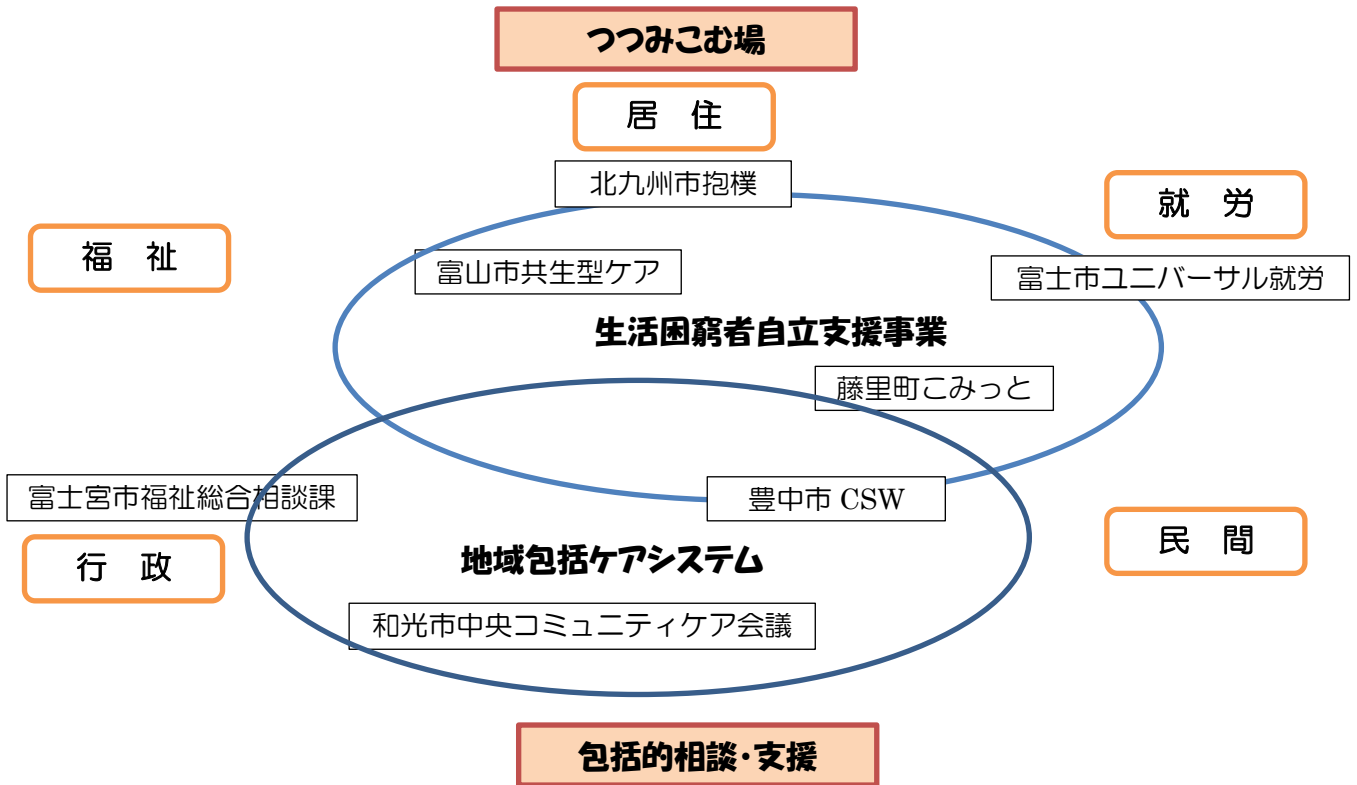 つつみこむ場
居 住
北九州市抱樸
就 労
福 祉
富山市共生型ケア
富士市ユニバーサル就労
生活困窮者自立支援事業
藤里町こみっと
富士宮市福祉総合相談課
豊中市 CSW
民 間
行 政
地域包括ケアシステム
和光市中央コミュニティケア会議
包括的相談・支援